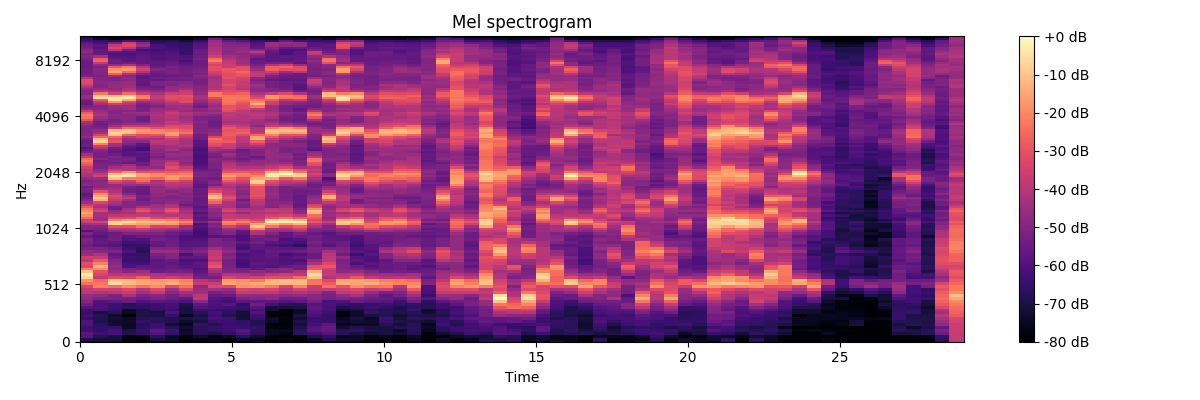 Mel spectrogram
8192
4096
2048
1024
512
0
Hz
0 5 10 15 20 25
Time
+0 dB
-10 dB
-20 dB
-30 dB
-40 dB
-50 dB
-60 dB
-70 dB
-80 dB